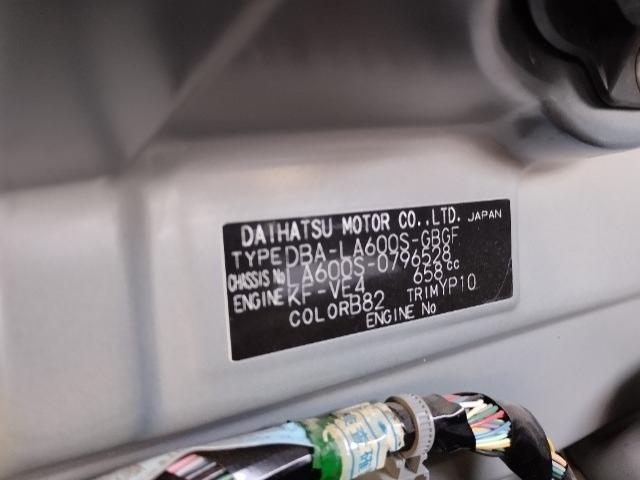 DAIHATSU MOTOR CO.,LTD. JAPAN
TYPE DBA-LA600S-GBGF
CHASSIS No LA600S-0796528
ENGINE KF-VE4 658cc
COLOR B82 TRIM YP10
ENGINE No